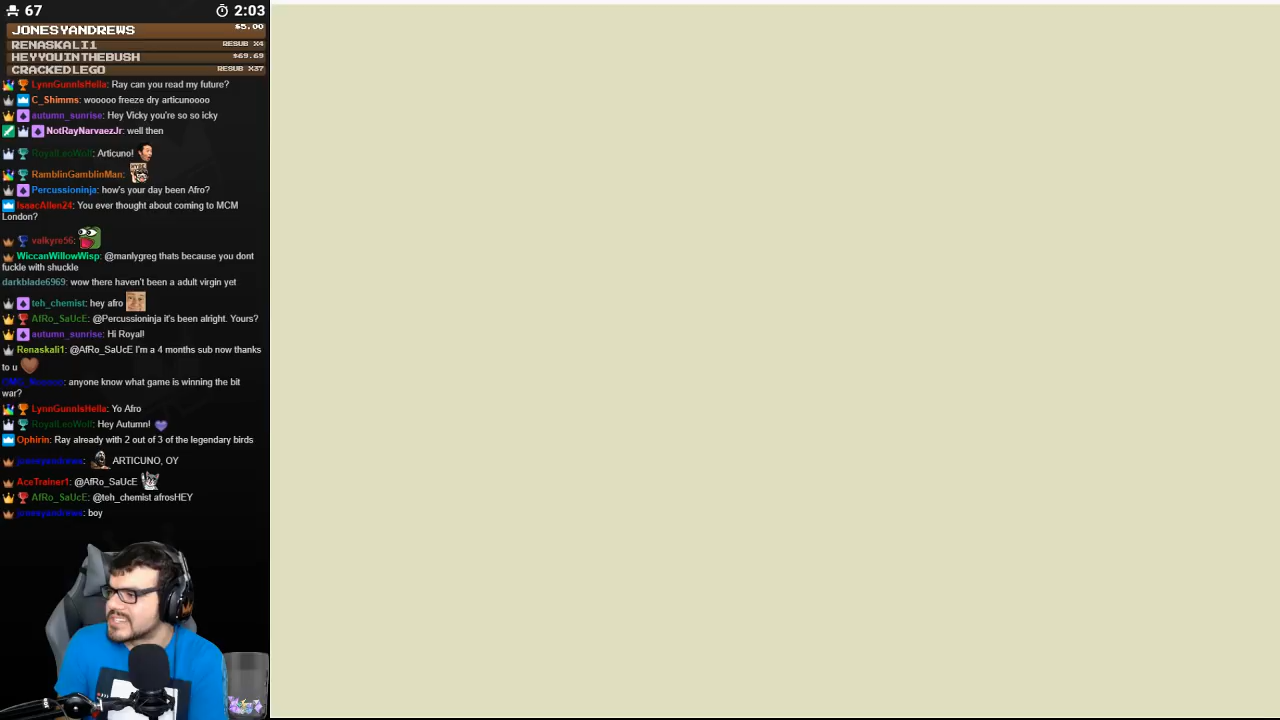 67
2:03
JONESYANDREWS $5.00
RENASKALI1 RESUB X4
HEYYOUINTHEBUSH $69.69
CRACKEDLEGO RESUB X37
LynnGunnIsHella: Ray can you read my future?
C_Shimms: wooooo freeze dry articunoooo
autumn_sunrise: Hey Vicky you're so so icky
NotRayNarvaezJr: well then
RoyalLeoWolf: Articuno!
RamblinGamblinMan:
Percussioninja: how's your day been Afro?
IsaacAllen24: You ever thought about coming to MCM
London?
valkyre56:
WiccanWillowWisp: @manlygreg thats because you dont
fuckle with shuckle
darkblade6969: wow there haven't been a adult virgin yet
teh_chemist: hey afro
AfRo_SaUcE: @Percussioninja it's been alright. Yours?
autumn_sunrise: Hi Royal!
Renaskali1: @AfRo_SaUcE I'm a 4 months sub now thanks
to u
: anyone know what game is winning the bit
war?
LynnGunnIsHella: Yo Afro
RoyalLeoWolf: Hey Autumn!
Ophirin: Ray already with 2 out of 3 of the legendary birds
jonesyandrews: ARTICUNO, OY
AceTrainer1: @AfRo_SaUcE
AfRo_SaUcE: @teh_chemist afrosHEY
jonesyandrews: boy